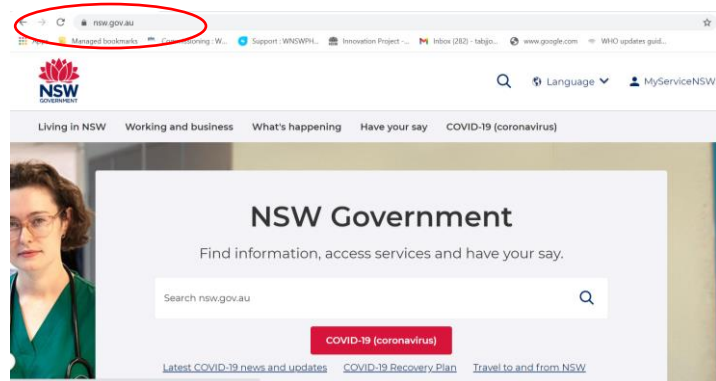 nsw.gov.au
Apps Managed bookmarks Commissioning : W... Support : WNSWPH... Innovation Project -... Inbox (282) - tabjjo... www.google.com WHO updates guid...
NSW
GOVERNMENT
Language MyServiceNSW
Living in NSW Working and business What's happening Have your say COVID-19 (coronavirus)
NSW Government
Find information, access services and have your say.
Search nsw.gov.au
COVID-19 (coronavirus)
Latest COVID-19 news and updates COVID-19 Recovery Plan Travel to and from NSW